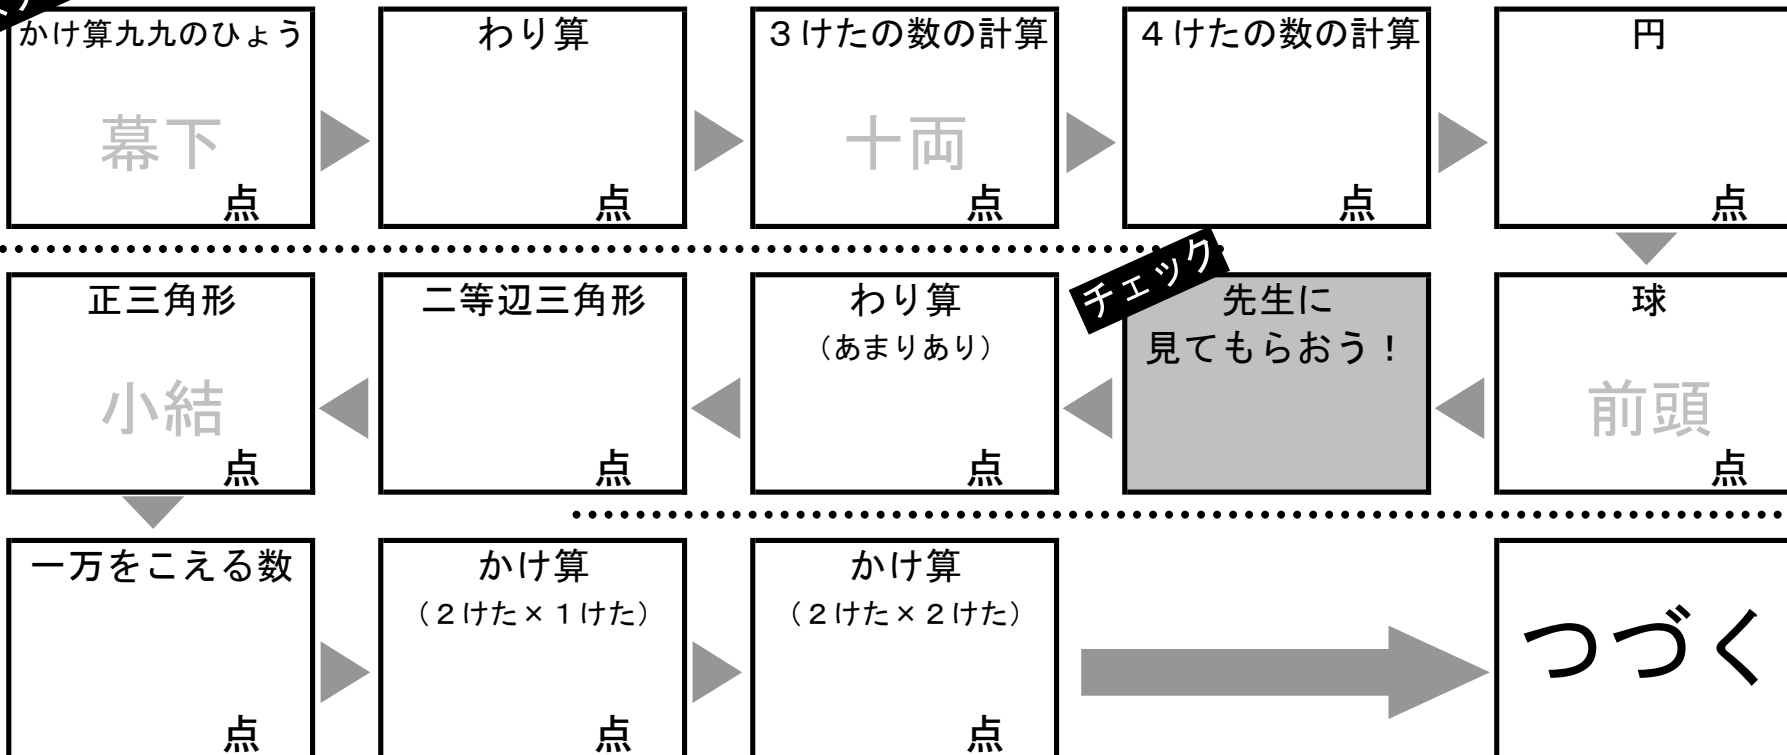 かけ算九九のひょう
幕下
点
わり算
点
３けたの数の計算
十両
点
４けたの数の計算
点
円
点
球
前頭
点
チェック
先生に
見てもらおう！
わり算
（あまりあり）
点
二等辺三角形
点
正三角形
小結
点
一万をこえる数
点
かけ算
（２けた×１けた）
点
かけ算
（２けた×２けた）
点
つづく